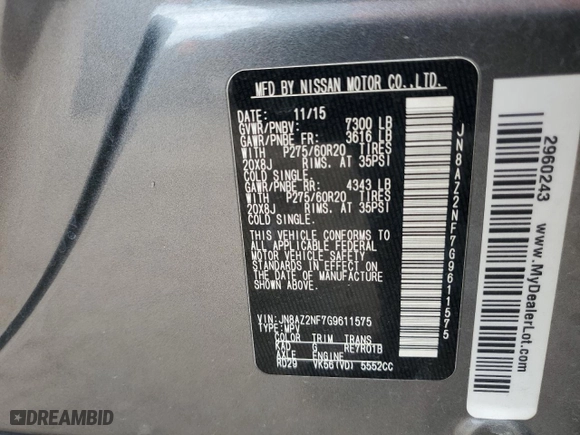 MFD BY NISSAN MOTOR CO.,LTD.
DATE: 11/15
GVWR/PNBV: 7300 LB
GAWR/PNBE FR: 3616 LB
WITH P275/60R20 TIRES
20X8J RIMS. AT 35PSI
COLD SINGLE.
GAWR/PNBE RR: 4343 LB
WITH P275/60R20 TIRES
20X8J RIMS. AT 35PSI
COLD SINGLE.
THIS VEHICLE CONFORMS TO
ALL APPLICABLE FEDERAL
MOTOR VEHICLE SAFETY
STANDARDS IN EFFECT ON
THE DATE OF MANUFACTURE
SHOWN ABOVE.
VIN:JN8AZ2NF7G9611575
TYPE:MPV
COLOR TRIM TRANS
KAD G RE7R01B
AXLE ENGINE
RD29 VK56(VD) 5552CC
JN8AZ2NF7G9611575
2960243
www.MyDealerLot.com
DREAMBID